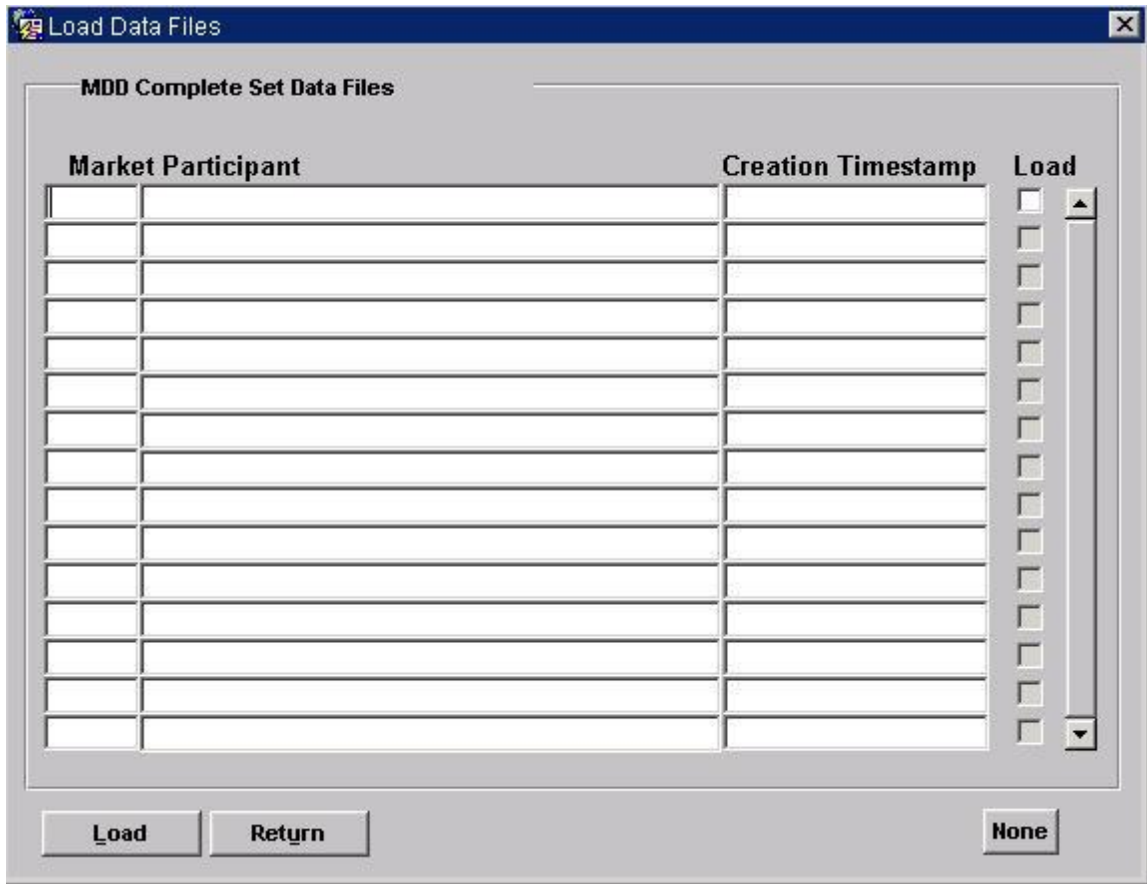 Load Data Files
MDD Complete Set Data Files
Market Participant Creation Timestamp Load
Load Return None